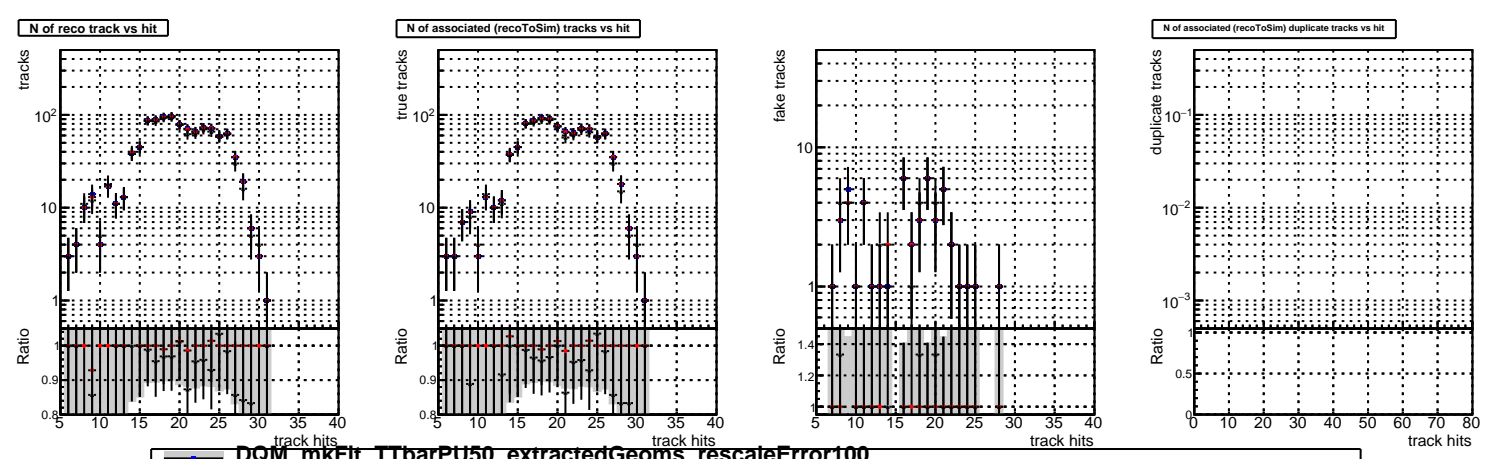 N of reco track vs hit
N of associated (recoToSim) tracks vs hit
N of associated (recoToSim) duplicate tracks vs hit
tracks
10²
10
1
Ratio
1
0.9
0.8
5 10 15 20 25 30 35 40
track hits
true tracks
10²
10
1
Ratio
1
0.9
0.8
5 10 15 20 25 30 35 40
track hits
fake tracks
10
1
Ratio
1.4
1.2
1
5 10 15 20 25 30 35 40
track hits
duplicate tracks
10⁻¹
10⁻²
10⁻³
Ratio
1
0.5
0
0 10 20 30 40 50 60 70 80
track hits
DQM_mkFit_TTbarPU50_extractedGeoms_rescaleError100